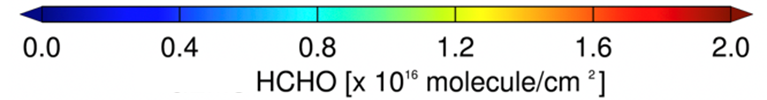 0.0 0.4 0.8 1.2 1.6 2.0
HCHO [x 10¹⁶ molecule/cm ²]